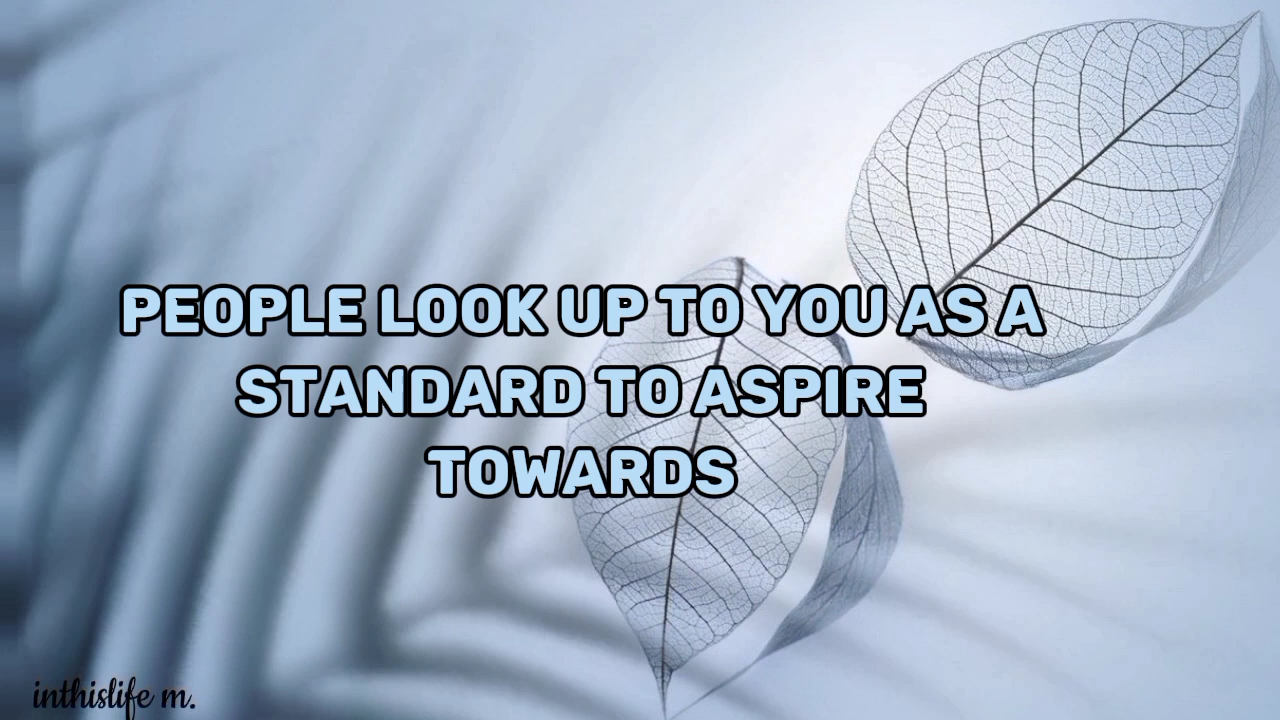 PEOPLE LOOK UP TO YOU AS A
STANDARD TO ASPIRE
TOWARDS
inthislife m.